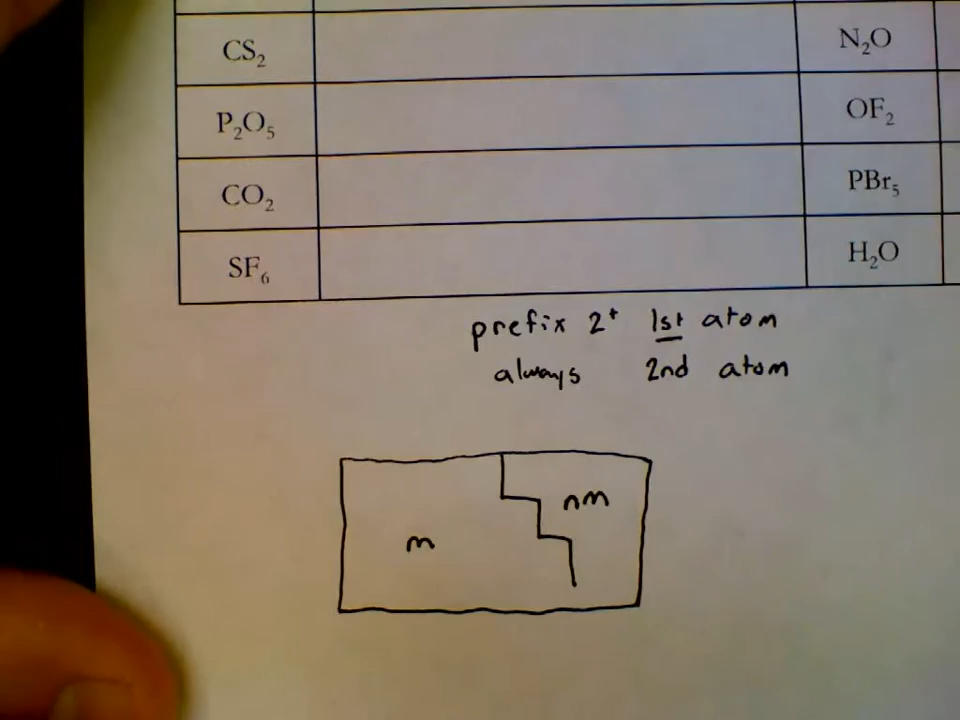 CS₂ N₂O
P₂O₅ OF₂
CO₂ PBr₅
SF₆ H₂O
prefix 2⁺ 1st atom
always 2nd atom
nm
m